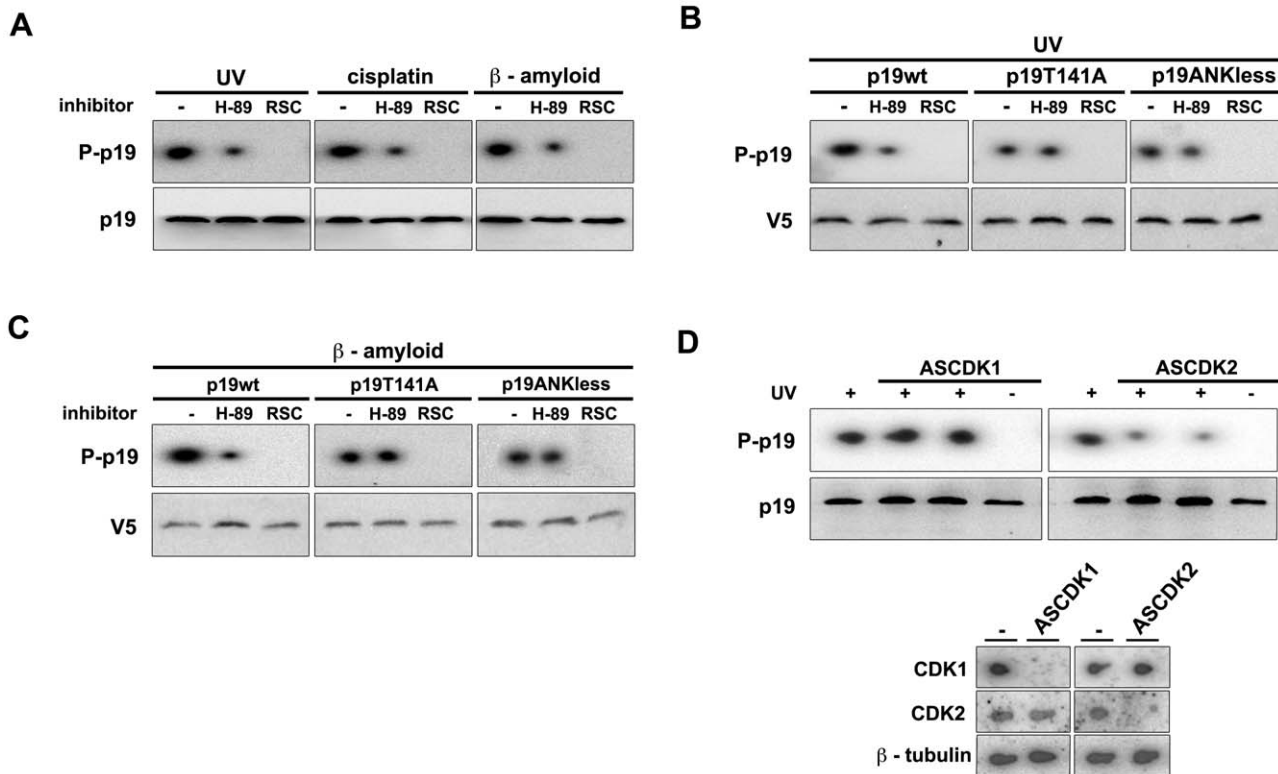 A
UV cisplatin β - amyloid
inhibitor - H-89 RSC - H-89 RSC - H-89 RSC
P-p19
p19
B
UV
p19wt p19T141A p19ANKless
- H-89 RSC - H-89 RSC - H-89 RSC
P-p19
V5
C
β - amyloid
p19wt p19T141A p19ANKless
inhibitor - H-89 RSC - H-89 RSC - H-89 RSC
P-p19
V5
D
ASCDK1 ASCDK2
UV + + + - + + + -
P-p19
p19
- ASCDK1 - ASCDK2
CDK1
CDK2
β - tubulin